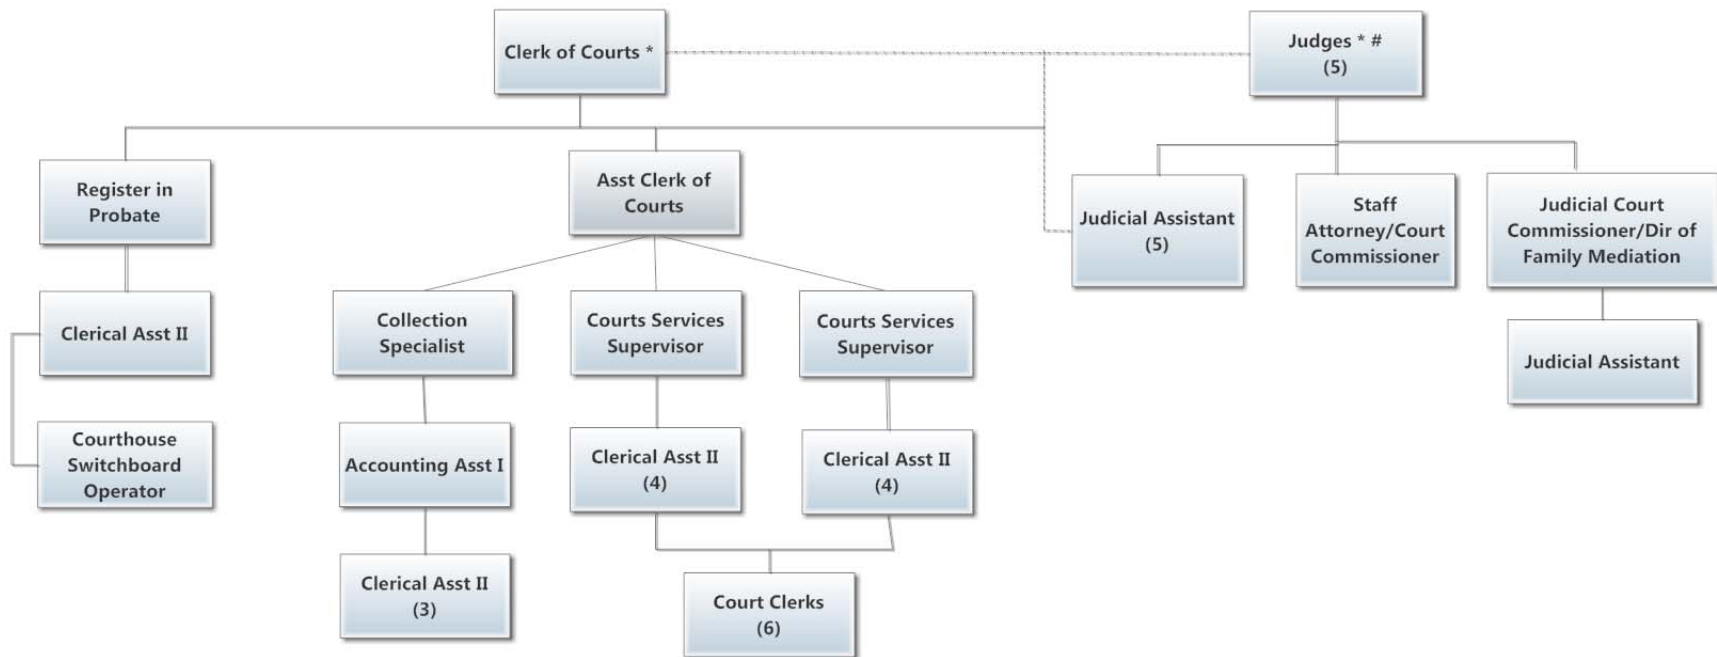 Clerk of Courts *
Judges * #
(5)
Register in
Probate
Asst Clerk of
Courts
Judicial Assistant
(5)
Staff
Attorney/Court
Commissioner
Judicial Court
Commissioner/Dir of
Family Mediation
Clerical Asst II
Collection
Specialist
Courts Services
Supervisor
Courts Services
Supervisor
Judicial Assistant
Courthouse
Switchboard
Operator
Accounting Asst I
Clerical Asst II
(4)
Clerical Asst II
(4)
Clerical Asst II
(3)
Court Clerks
(6)